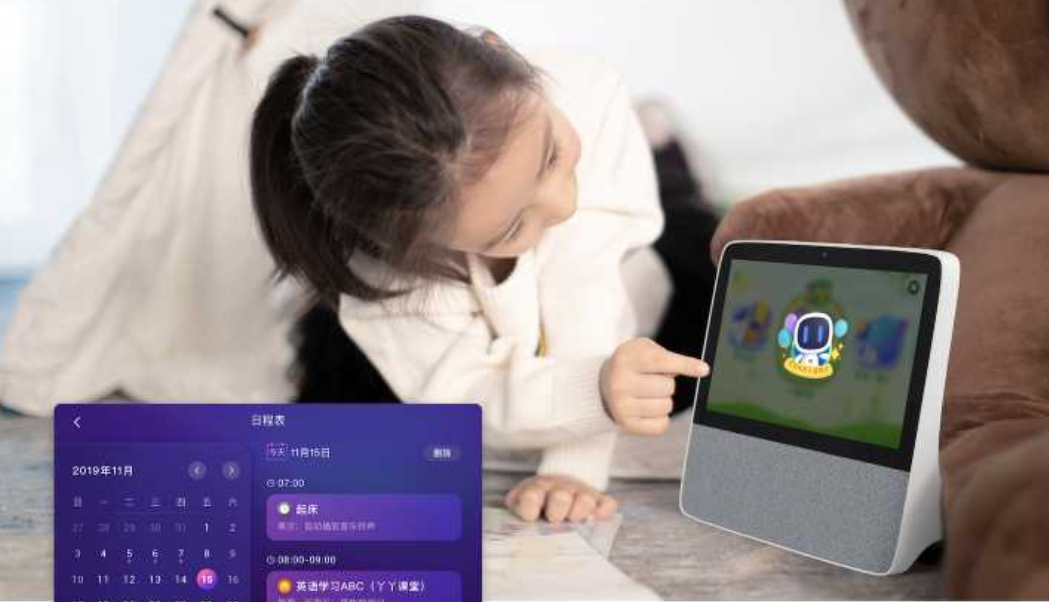 日程表
2019年11月
日 一 二 三 四 五 六
27 28 29 30 31 1 2
3 4 5 6 7 8 9
10 11 12 13 14 15 16
今天 11月15日
删除
07:00
起床
08:00-09:00
英语学习ABC（丫丫课堂）